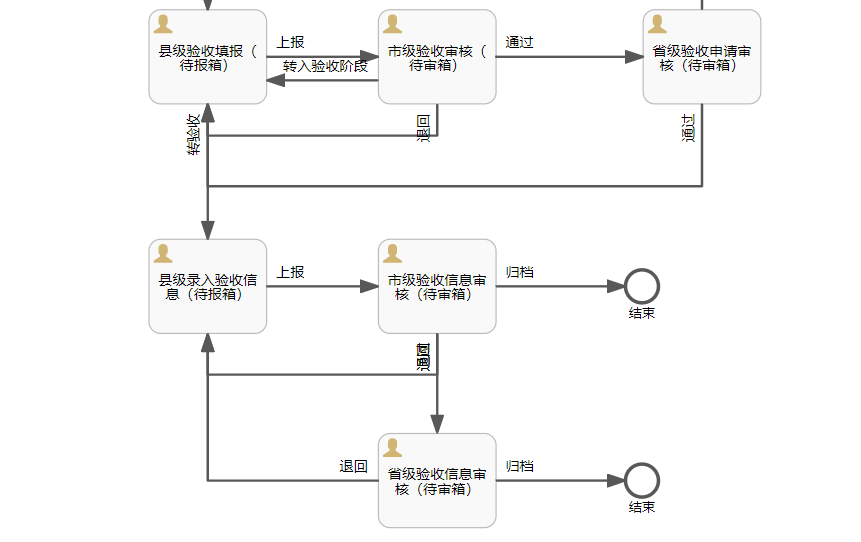 县级验收填报（
待报箱）
上报
转入验收阶段
市级验收审核（
待审箱）
通过
省级验收申请审
核（待审箱）
转验收
退回
通过
县级录入验收信
息（待报箱）
上报
市级验收信息审
核（待审箱）
归档
结束
退回
省级验收信息审
核（待审箱）
归档
结束